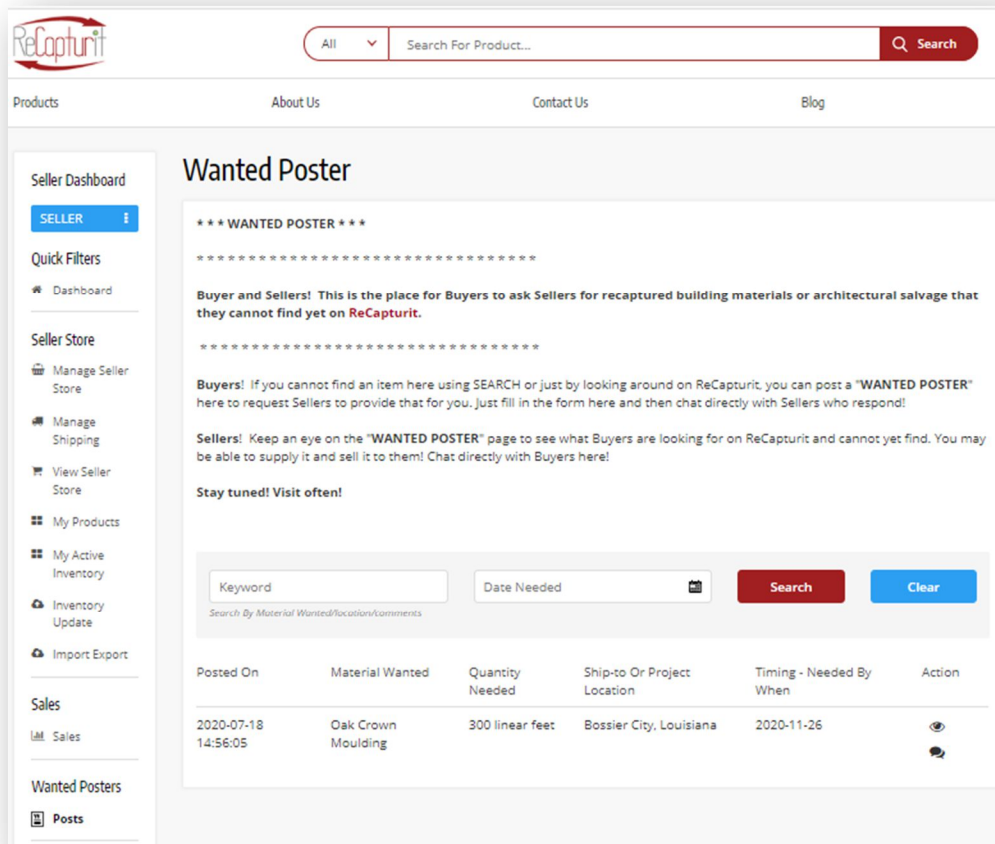 ReCapturit
All
Search For Product...
Search
Products
About Us
Contact Us
Blog
Seller Dashboard
SELLER
Quick Filters
Dashboard
Seller Store
Manage Seller
Store
Manage
Shipping
View Seller
Store
My Products
My Active
Inventory
Inventory
Update
Import Export
Sales
Sales
Wanted Posters
Posts
Wanted Poster
* * * WANTED POSTER * * *
* * * * * * * * * * * * * * * * * * * * * * * * * * * * * * * * *
Buyer and Sellers! This is the place for Buyers to ask Sellers for recaptured building materials or architectural salvage that
they cannot find yet on ReCapturit.
* * * * * * * * * * * * * * * * * * * * * * * * * * * * * * * * *
Buyers! If you cannot find an item here using SEARCH or just by looking around on ReCapturit, you can post a "WANTED POSTER"
here to request Sellers to provide that for you. Just fill in the form here and then chat directly with Sellers who respond!
Sellers! Keep an eye on the "WANTED POSTER" page to see what Buyers are looking for on ReCapturit and cannot yet find. You may
be able to supply it and sell it to them! Chat directly with Buyers here!
Stay tuned! Visit often!
Keyword
Date Needed
Search
Clear
Search By Material Wanted/location/comments
Posted On
Material Wanted
Quantity
Needed
Ship-to Or Project
Location
Timing - Needed By
When
Action
2020-07-18
14:56:05
Oak Crown
Moulding
300 linear feet
Bossier City, Louisiana
2020-11-26